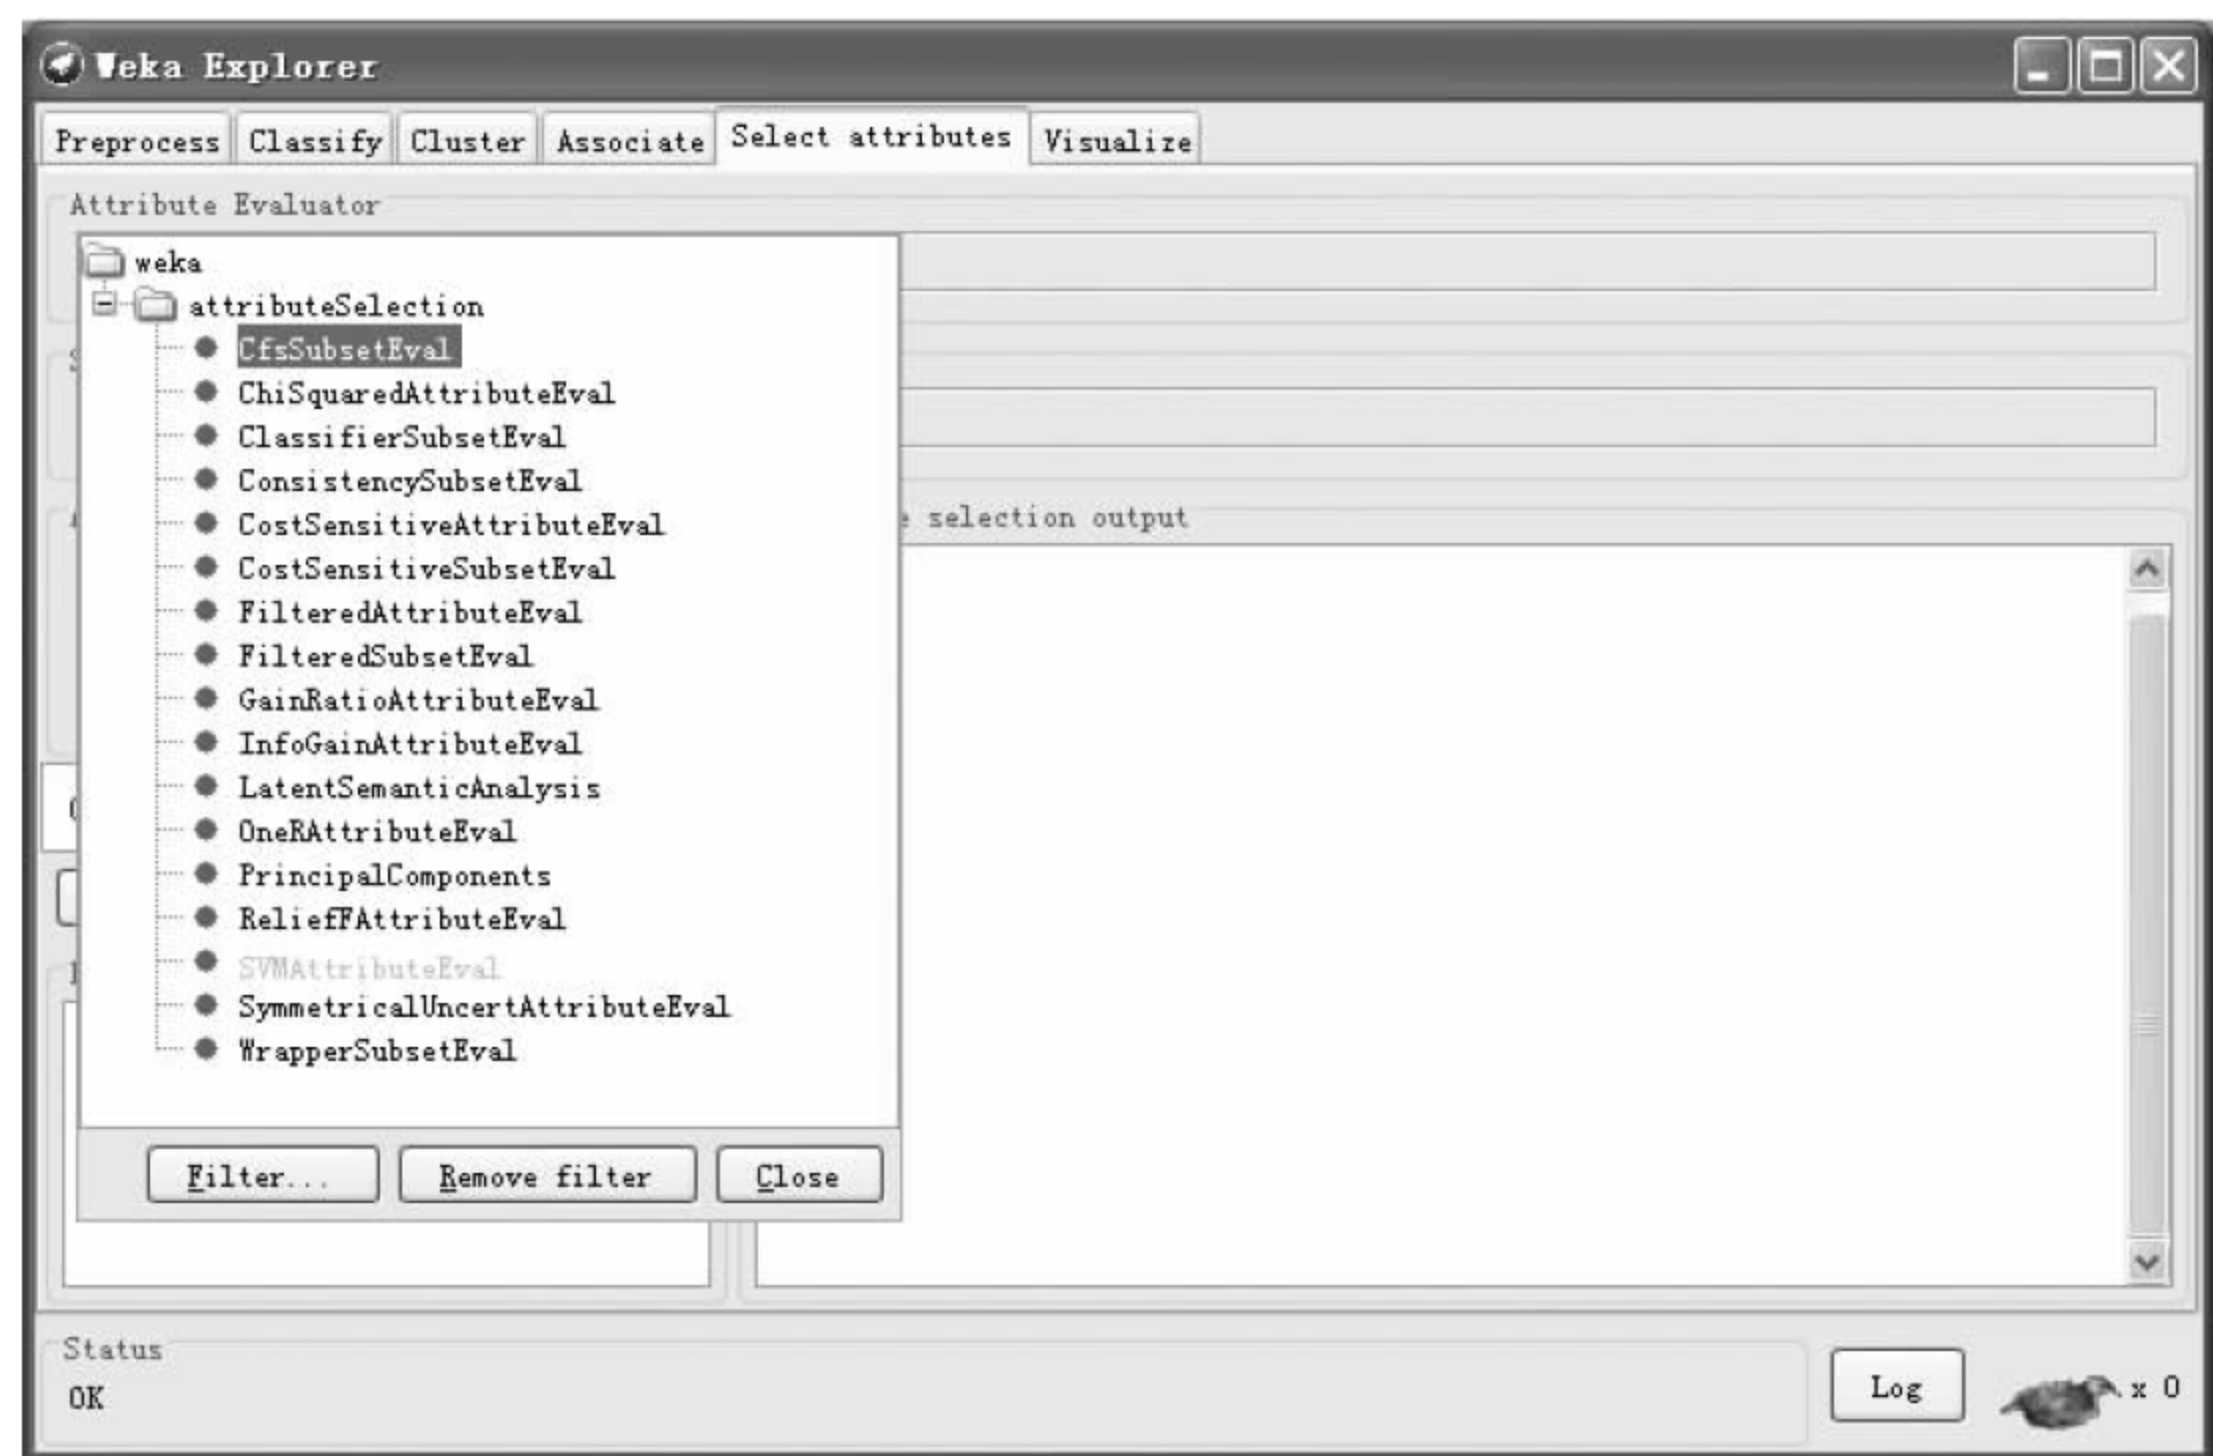 Weka Explorer
Preprocess Classify Cluster Associate Select attributes Visualize
Attribute Evaluator
weka
attributeSelection
CfsSubsetEval
ChiSquaredAttributeEval
ClassifierSubsetEval
ConsistencySubsetEval
CostSensitiveAttributeEval
selection output
CostSensitiveSubsetEval
FilteredAttributeEval
FilteredSubsetEval
GainRatioAttributeEval
InfoGainAttributeEval
LatentSemanticAnalysis
OneRAttributeEval
PrincipalComponents
ReliefFAttributeEval
SVMAttributeEval
SymmetricalUncertAttributeEval
WrapperSubsetEval
Filter... Remove filter Close
Status
OK
Log
x 0